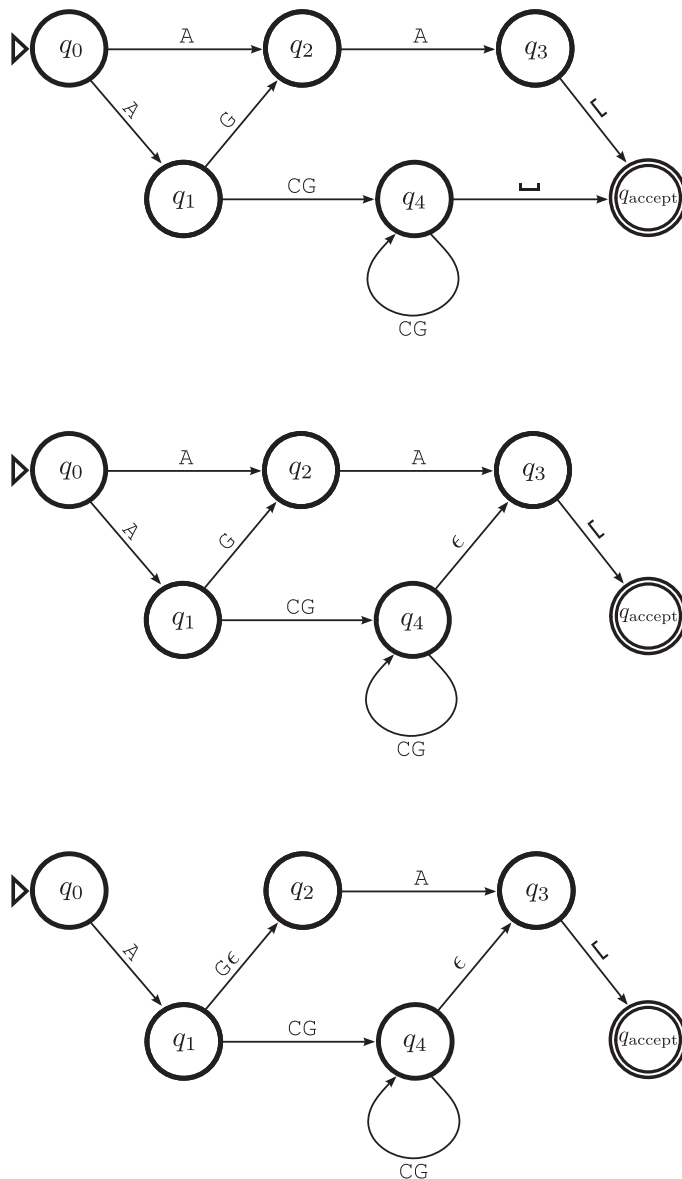 A A
q0 q2 q3
A G ␣
CG ␣
q1 q4 qaccept
CG
A A
q0 q2 q3
A G ϵ ␣
CG
q1 q4 qaccept
CG
A
q0 q2 q3
A Gϵ ϵ ␣
CG
q1 q4 qaccept
CG